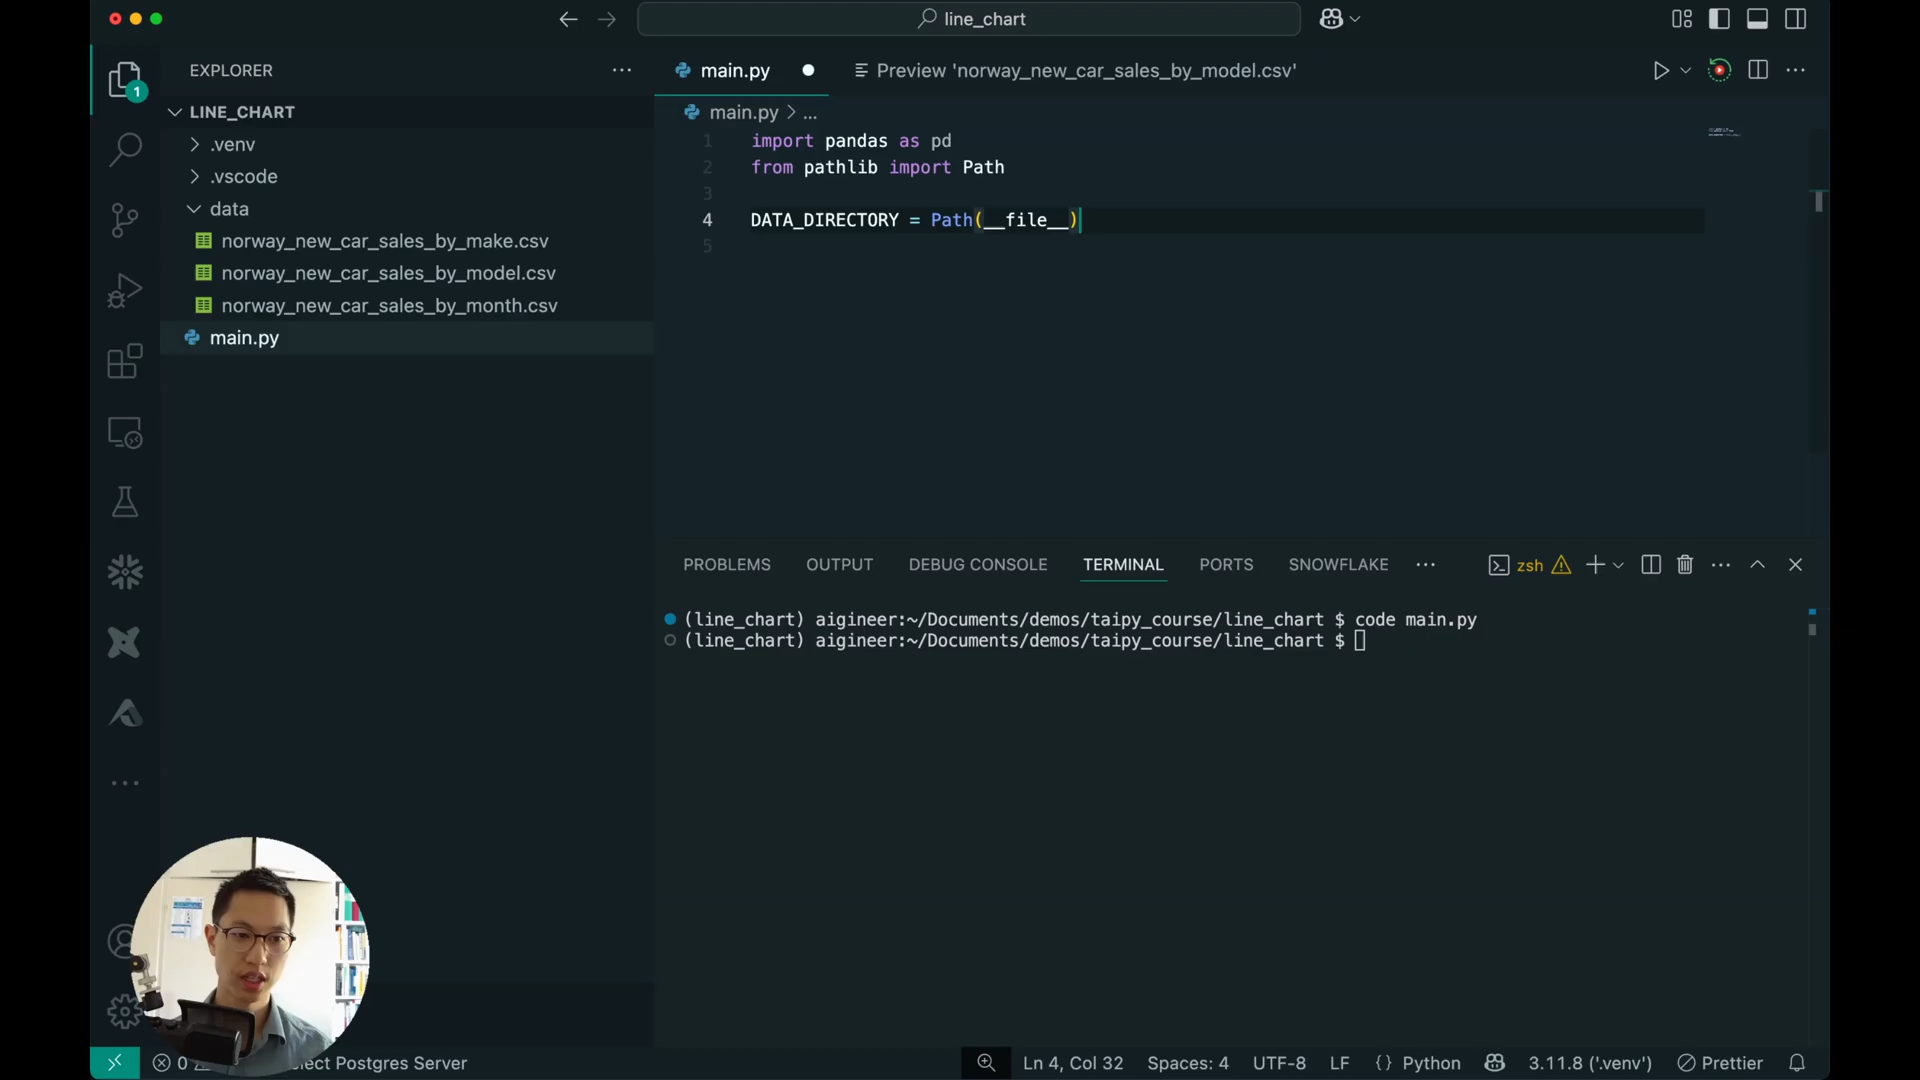 line_chart
EXPLORER
LINE_CHART
.venv
.vscode
data
norway_new_car_sales_by_make.csv
norway_new_car_sales_by_model.csv
norway_new_car_sales_by_month.csv
main.py
1
main.py
Preview 'norway_new_car_sales_by_model.csv'
main.py > ...
1 import pandas as pd
2 from pathlib import Path
3
4 DATA_DIRECTORY = Path(__file__)
5
PROBLEMS OUTPUT DEBUG CONSOLE TERMINAL PORTS SNOWFLAKE
zsh
(line_chart) aigineer:~/Documents/demos/taipy_course/line_chart $ code main.py
(line_chart) aigineer:~/Documents/demos/taipy_course/line_chart $
0
ect Postgres Server
Ln 4, Col 32 Spaces: 4 UTF-8 LF {} Python 3.11.8 ('.venv') Prettier